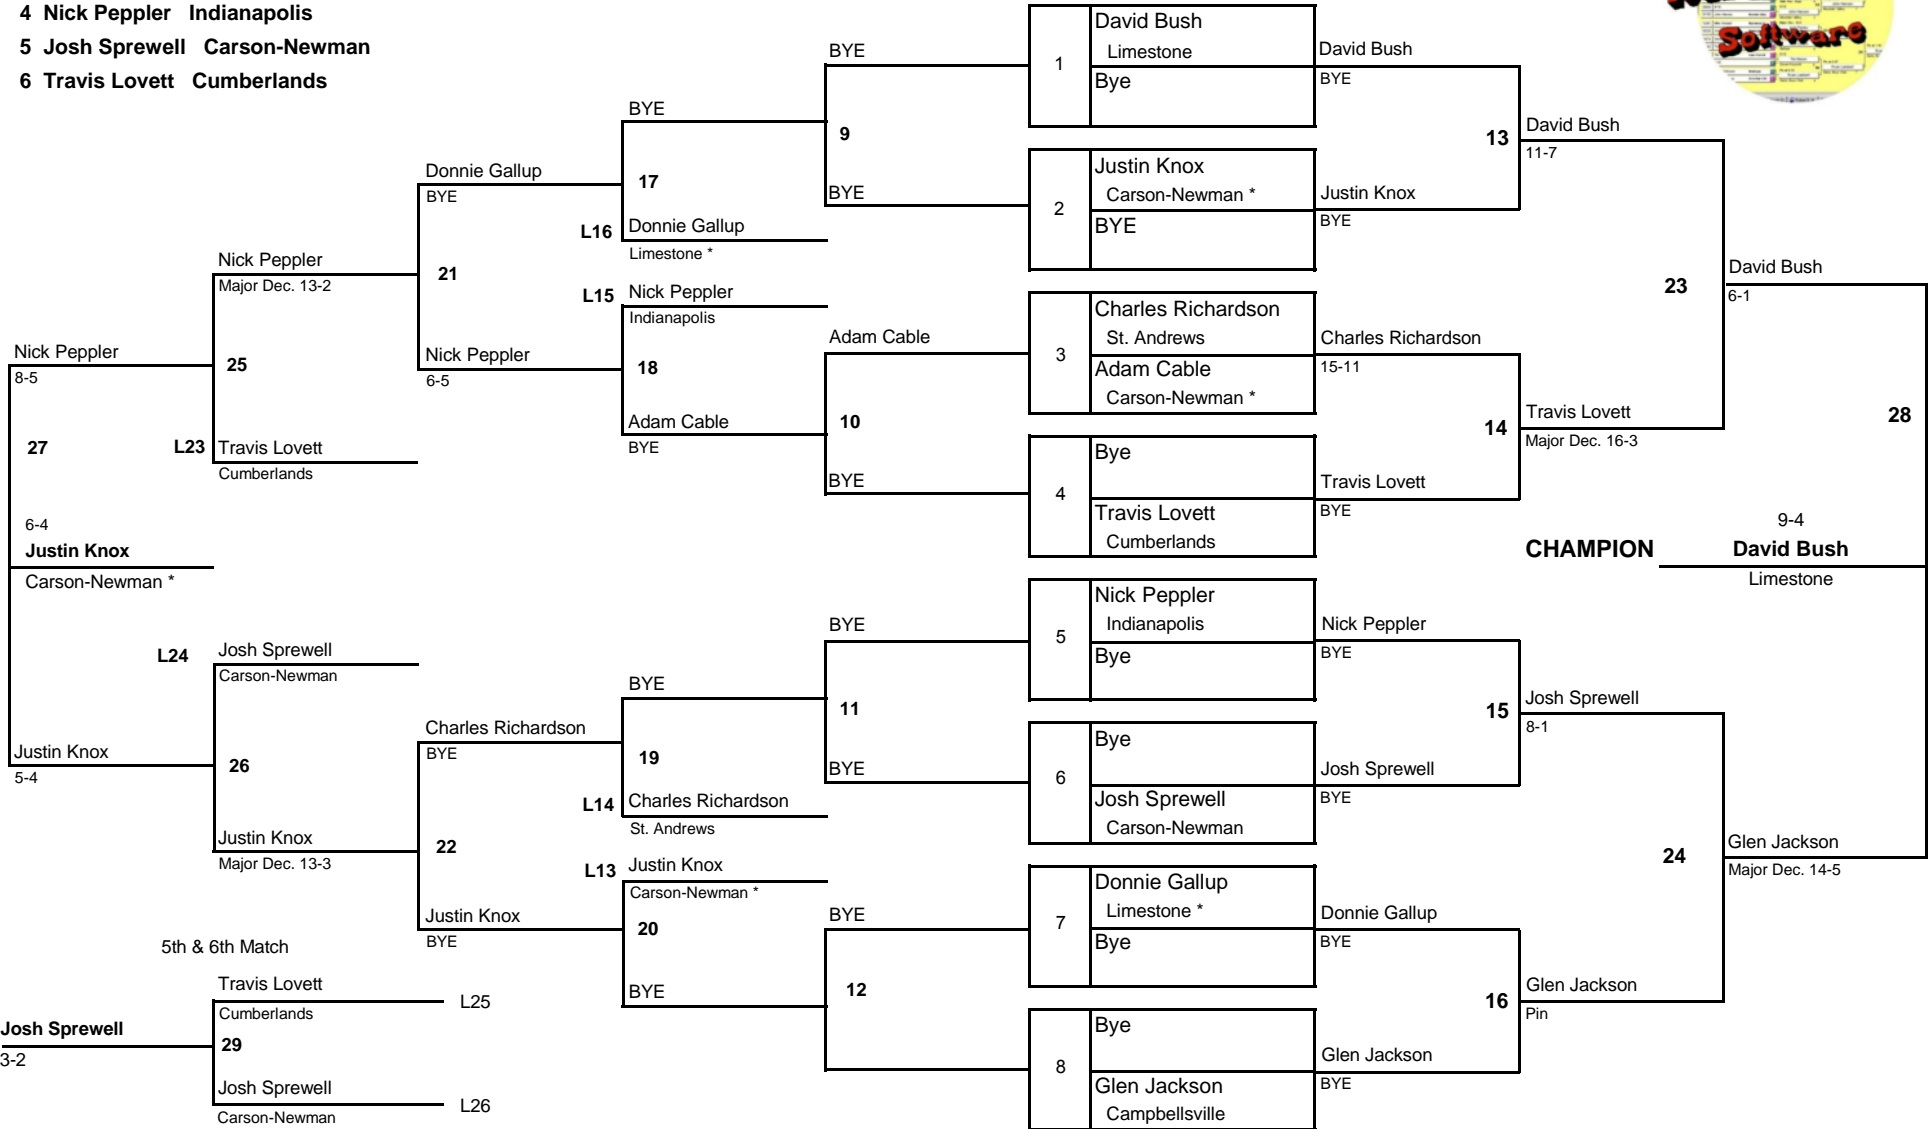 4 Nick Peppler Indianapolis
5 Josh Sprewell Carson-Newman
6 Travis Lovett Cumberlands
Software
BYE
9
BYE
BYE
17
L16 Donnie Gallup
Limestone *
Donnie Gallup
BYE
21
Nick Peppler
6-5
L15 Nick Peppler
Indianapolis
18
Adam Cable
BYE
Adam Cable
10
BYE
Nick Peppler
Major Dec. 13-2
25
L23 Travis Lovett
Cumberlands
Nick Peppler
8-5
27
6-4
Justin Knox
Carson-Newman *
L24 Josh Sprewell
Carson-Newman
26
Justin Knox
5-4
Justin Knox
Major Dec. 13-3
Charles Richardson
BYE
22
Justin Knox
BYE
BYE
19
L14 Charles Richardson
St. Andrews
L13 Justin Knox
Carson-Newman *
20
BYE
BYE
11
BYE
BYE
12
5th & 6th Match
Travis Lovett
L25
Cumberlands
Josh Sprewell
29
3-2
Josh Sprewell
L26
Carson-Newman
1
David Bush
Limestone
Bye
2
Justin Knox
Carson-Newman *
BYE
3
Charles Richardson
St. Andrews
Adam Cable
Carson-Newman *
4
Bye
Travis Lovett
Cumberlands
5
Nick Peppler
Indianapolis
Bye
6
Bye
Josh Sprewell
Carson-Newman
7
Donnie Gallup
Limestone *
Bye
8
Bye
Glen Jackson
Campbellsville
David Bush
BYE
13
Justin Knox
BYE
Charles Richardson
15-11
14
Travis Lovett
BYE
Nick Peppler
BYE
15
Josh Sprewell
BYE
Donnie Gallup
BYE
16
Glen Jackson
BYE
David Bush
11-7
23
Travis Lovett
Major Dec. 16-3
Josh Sprewell
8-1
24
Glen Jackson
Pin
David Bush
6-1
28
Glen Jackson
Major Dec. 14-5
9-4
CHAMPION David Bush
Limestone